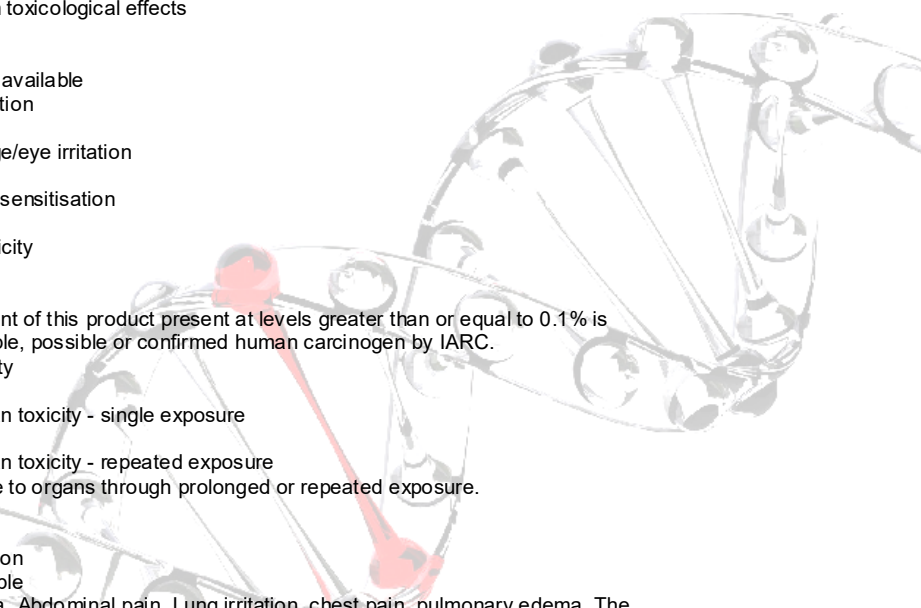 toxicological effects
available
tion
e/eye irritation
sensitisation
icity
nt of this product present at levels greater than or equal to 0.1% is
ble, possible or confirmed human carcinogen by IARC.
ty
n toxicity - single exposure
n toxicity - repeated exposure
e to organs through prolonged or repeated exposure.
on
ble
Abdominal pain, Lung irritation, chest pain, pulmonary edema, The